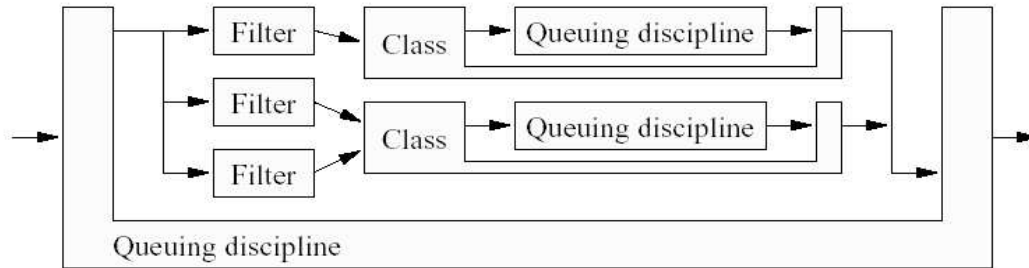 Filter
Class
Queuing discipline
Filter
Class
Queuing discipline
Filter
Queuing discipline